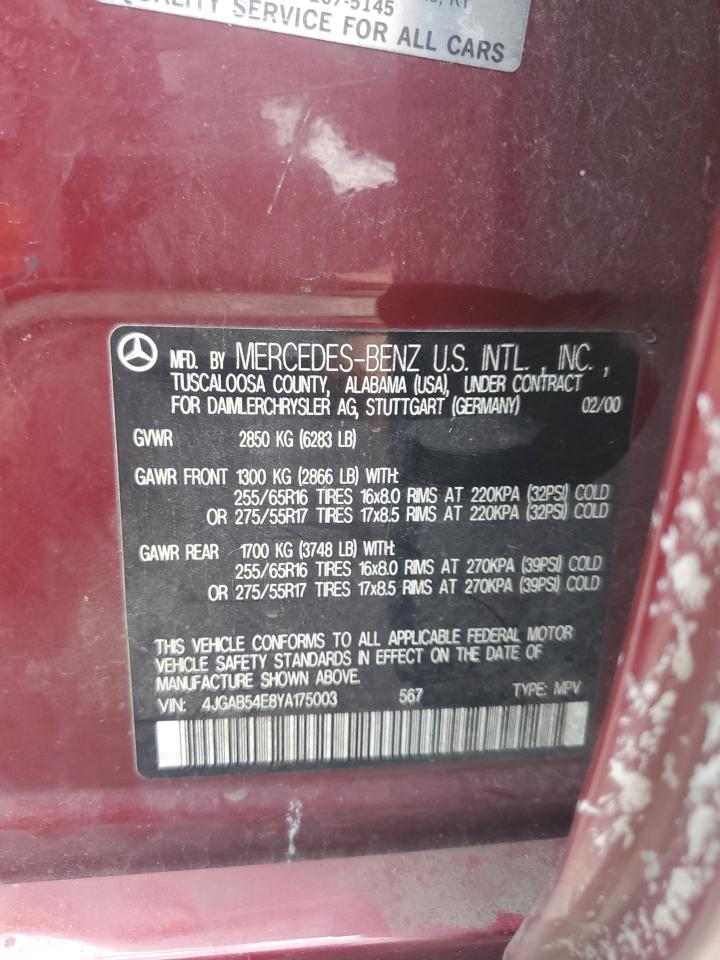 5145
QUALITY SERVICE FOR ALL CARS
MFD. BY MERCEDES-BENZ U.S. INTL., INC.,
TUSCALOOSA COUNTY, ALABAMA (USA), UNDER CONTRACT
FOR DAIMLERCHRYSLER AG, STUTTGART (GERMANY) 02/00
GVWR 2850 KG (6283 LB)
GAWR FRONT 1300 KG (2866 LB) WITH:
255/65R16 TIRES 16x8.0 RIMS AT 220KPA (32PSI) COLD
OR 275/55R17 TIRES 17x8.5 RIMS AT 220KPA (32PSI) COLD
GAWR REAR 1700 KG (3748 LB) WITH:
255/65R16 TIRES 16x8.0 RIMS AT 270KPA (39PSI) COLD
OR 275/55R17 TIRES 17x8.5 RIMS AT 270KPA (39PSI) COLD
THIS VEHICLE CONFORMS TO ALL APPLICABLE FEDERAL MOTOR
VEHICLE SAFETY STANDARDS IN EFFECT ON THE DATE OF
MANUFACTURE SHOWN ABOVE.
VIN: 4JGAB54E8YA175003 567 TYPE: MPV